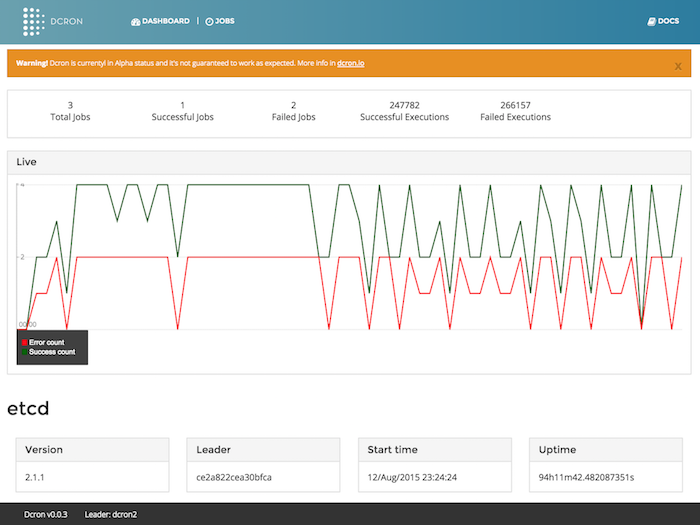 DCRON DASHBOARD | JOBS DOCS
Warning! Dcron is currentyl in Alpha status and it's not guaranteed to work as expected. More info in dcron.io x
3 1 2 247782 266157
Total Jobs Successful Jobs Failed Jobs Successful Executions Failed Executions
Live
4
2
00:00
Error count
Success count
etcd
Version Leader Start time Uptime
2.1.1 ce2a822cea30bfca 12/Aug/2015 23:24:24 94h11m42.482087351s
Dcron v0.0.3 Leader: dcron2